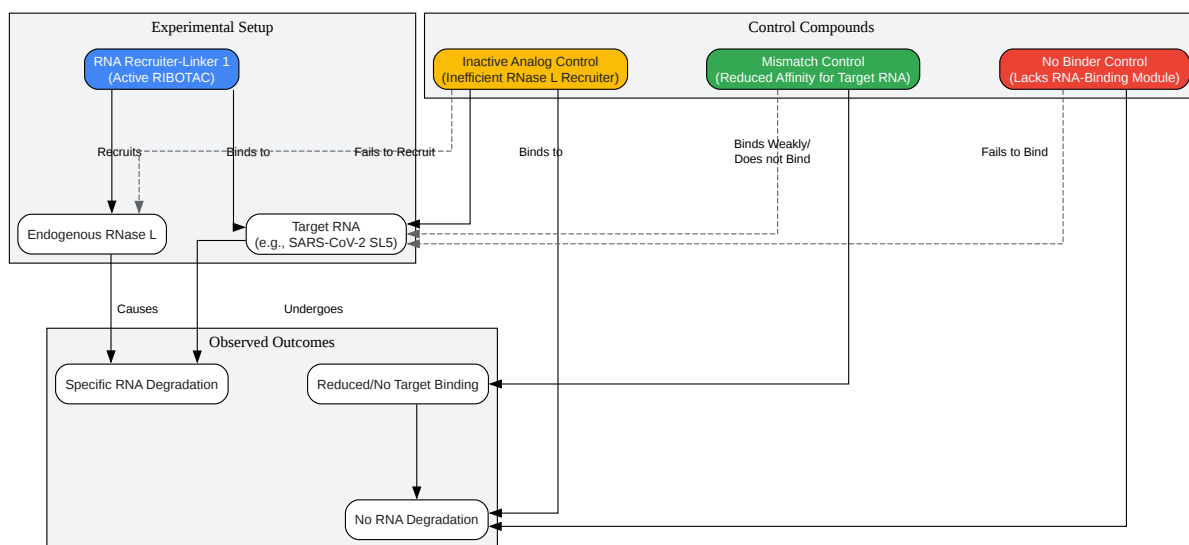 Experimental Setup
Control Compounds
RNA Recruiter-Linker 1
(Active RIBOTAC)
Inactive Analog Control
(Inefficient RNase L Recruiter)
Mismatch Control
(Reduced Affinity for Target RNA)
No Binder Control
(Lacks RNA-Binding Module)
Recruits
Binds to
Fails to Recruit
Binds to
Binds Weakly/
Does not Bind
Fails to Bind
Endogenous RNase L
Target RNA
(e.g., SARS-CoV-2 SL5)
Causes
Undergoes
Observed Outcomes
Specific RNA Degradation
Reduced/No Target Binding
No RNA Degradation